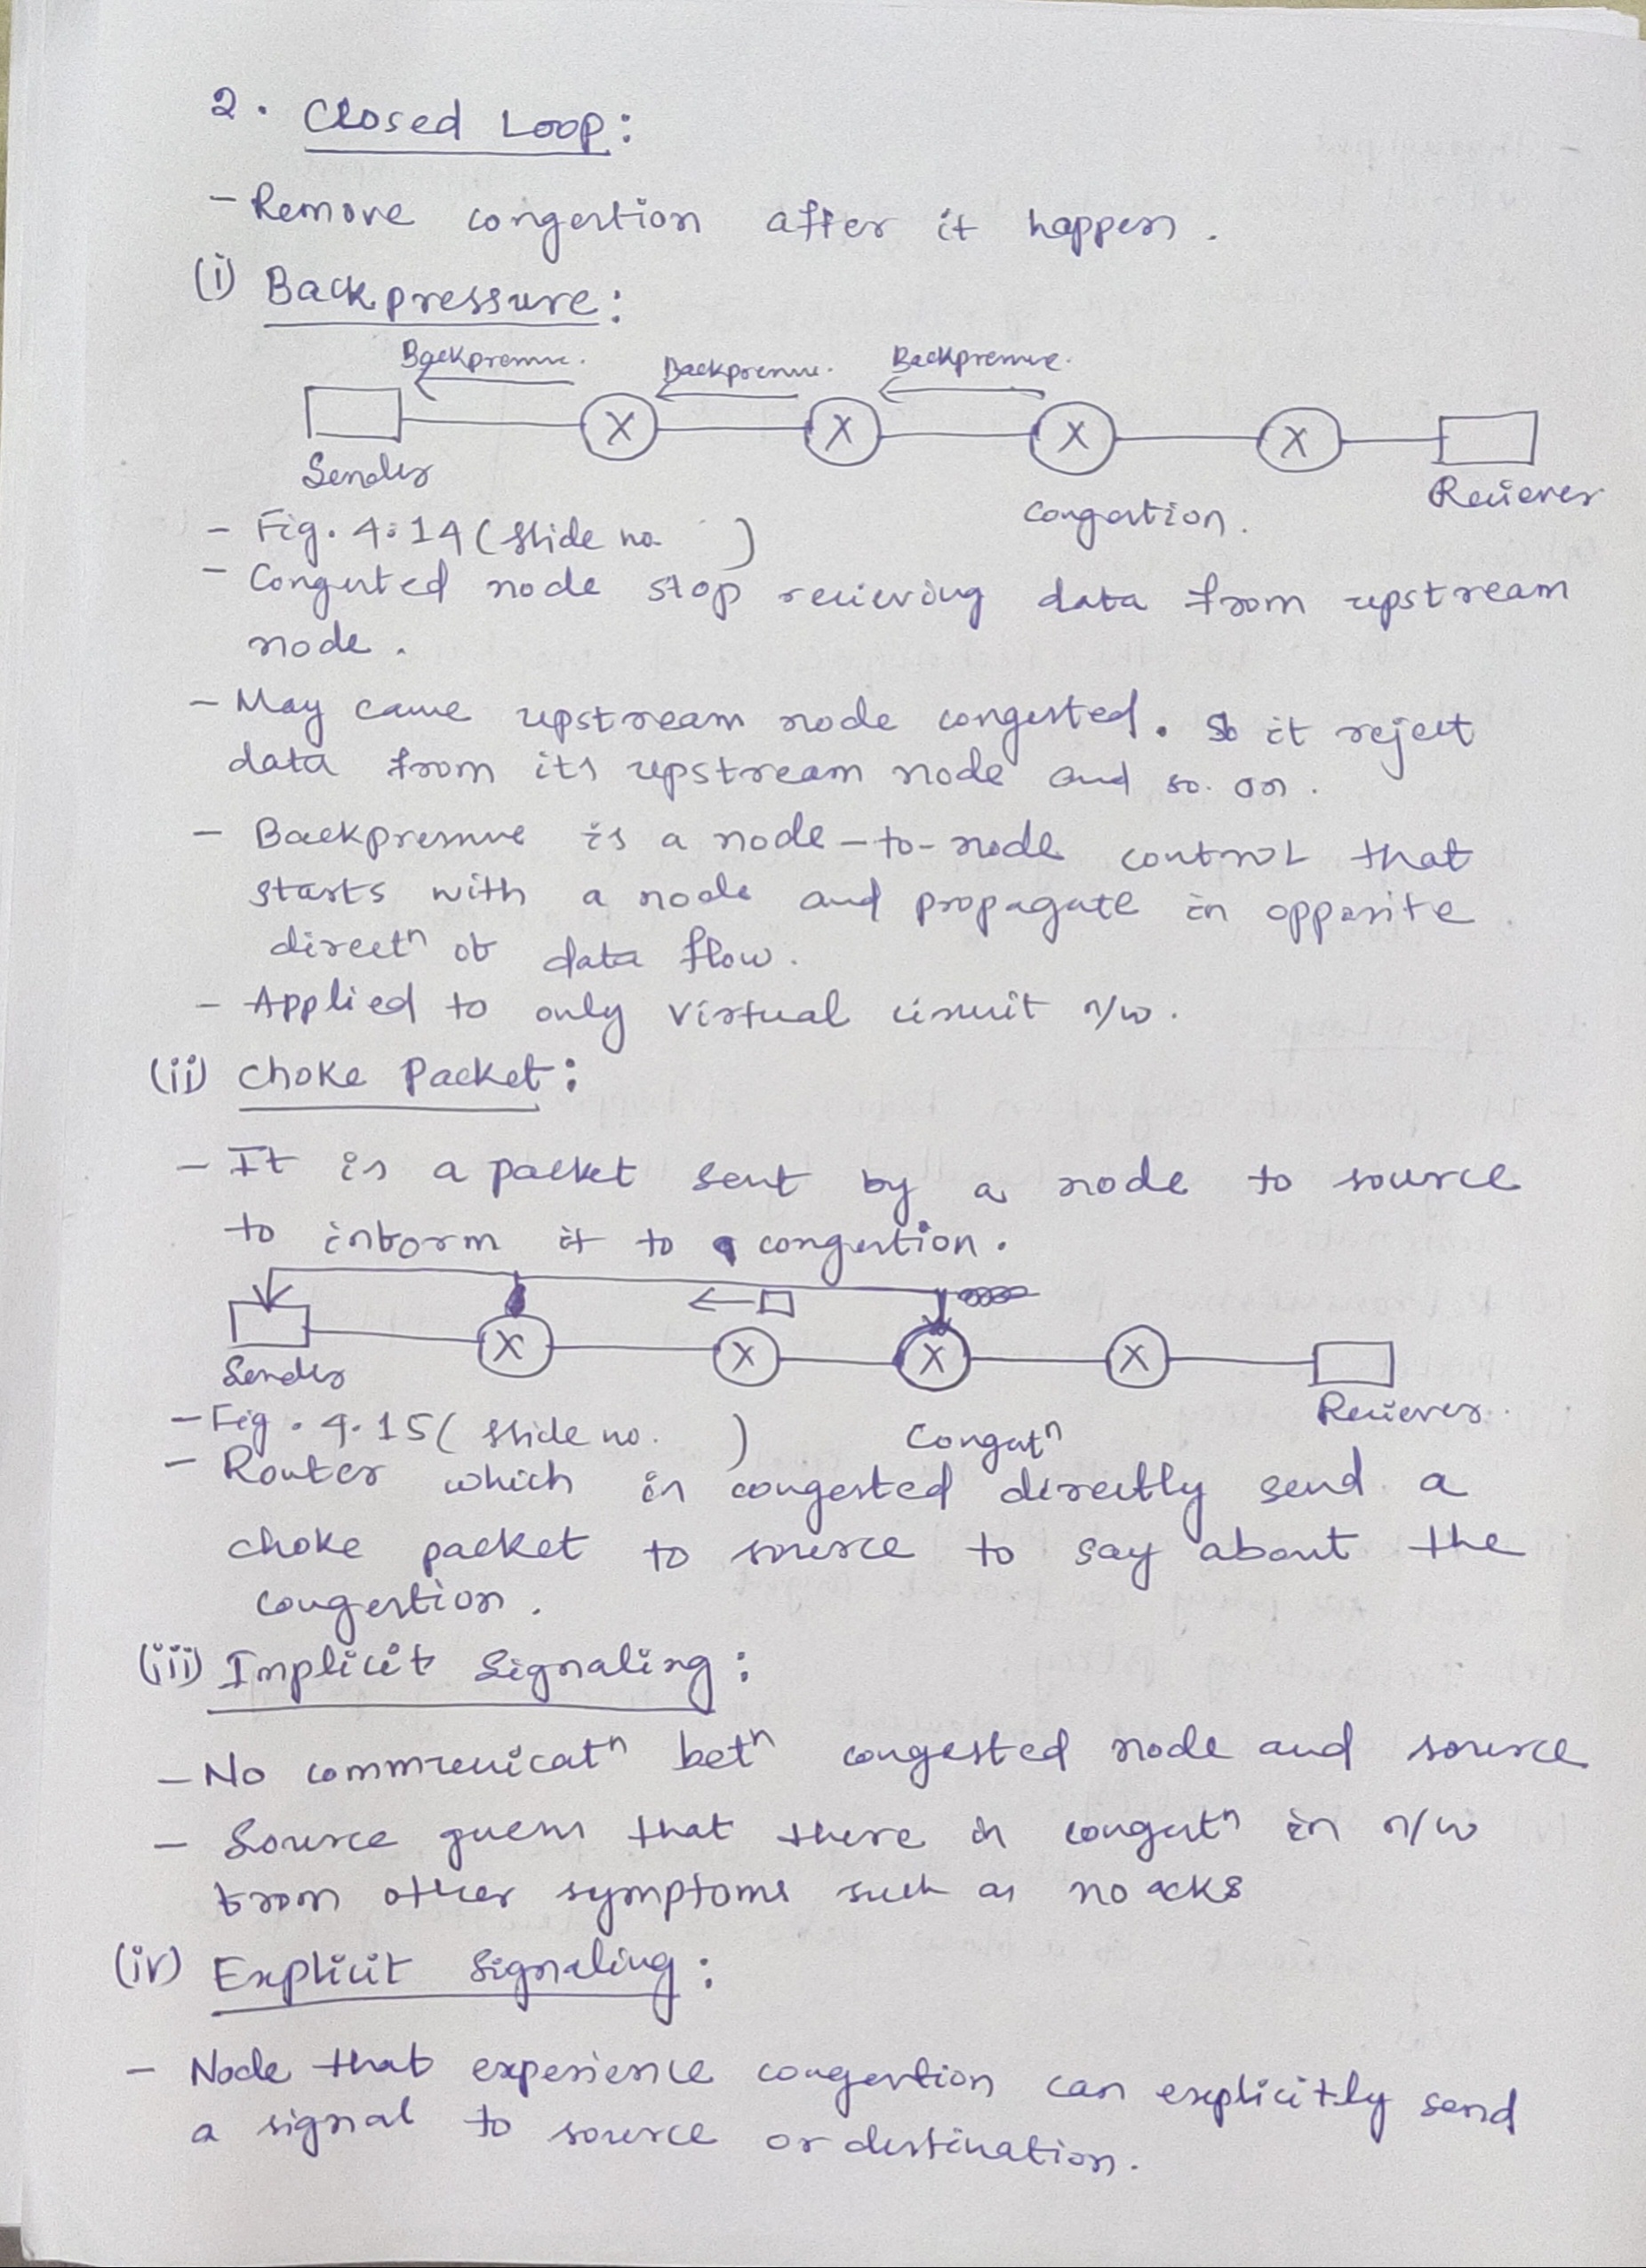 2. Closed Loop:
- Remove congestion after it happen.
(i) Backpressure:
Backpressure. Backpressure. Backpressure.
X X X X
Sender Congestion. Reciever
- Fig. 4.14 (Slide no. )
- Congested node stop recieving data from upstream
node.
- May cause upstream node congested. So it reject
data from its upstream node and so on.
- Backpressure is a node-to-node control that
starts with a node and propagate in opposite
directⁿ of data flow.
- Applied to only virtual circuit n/w.
(ii) Choke Packet:
- It is a packet sent by a node to source
to inform it to congestion.
X X X X
Sender Reciever.
- Fig. 4.15 (Slide no. ) Congestⁿ
- Router which is congested directly send a
choke packet to source to say about the
congestion.
(iii) Implicit Signaling:
- No communicatⁿ betⁿ congested node and source
- Source guess that there is congestⁿ in n/w
from other symptoms such as no acks
(iv) Explicit Signaling:
- Node that experience congestion can explicitly send
a signal to source or destination.